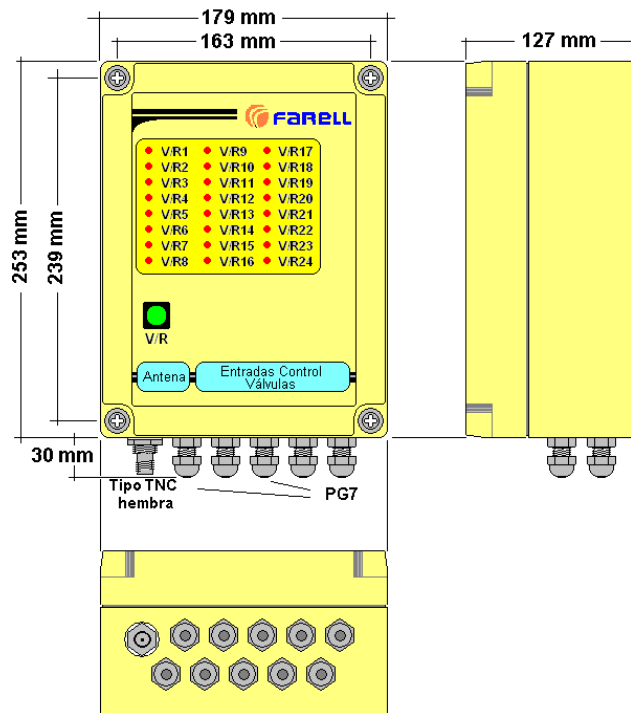 179 mm
163 mm
127 mm
FARELL
V/R1 V/R9 V/R17
V/R2 V/R10 V/R18
V/R3 V/R11 V/R19
V/R4 V/R12 V/R20
V/R5 V/R13 V/R21
V/R6 V/R14 V/R22
V/R7 V/R15 V/R23
V/R8 V/R16 V/R24
253 mm
239 mm
V/R
Antena
Entradas Control
Válvulas
30 mm
Tipo TNC
hembra
PG7